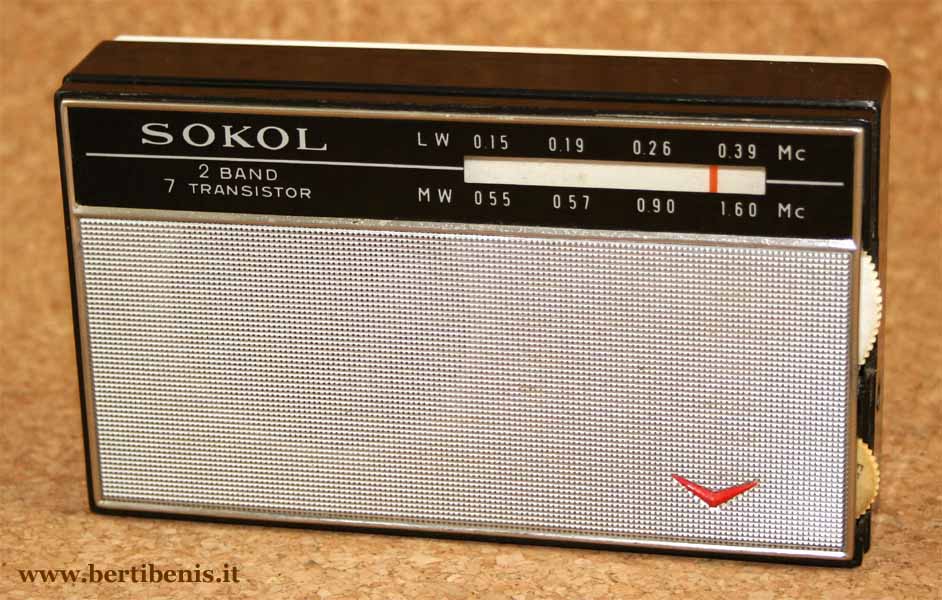 SOKOL
2 BAND
7 TRANSISTOR
LW 0.15 0.19 0.26 0.39 Mc
MW 055 057 0.90 1.60 Mc
www.bertibenis.it